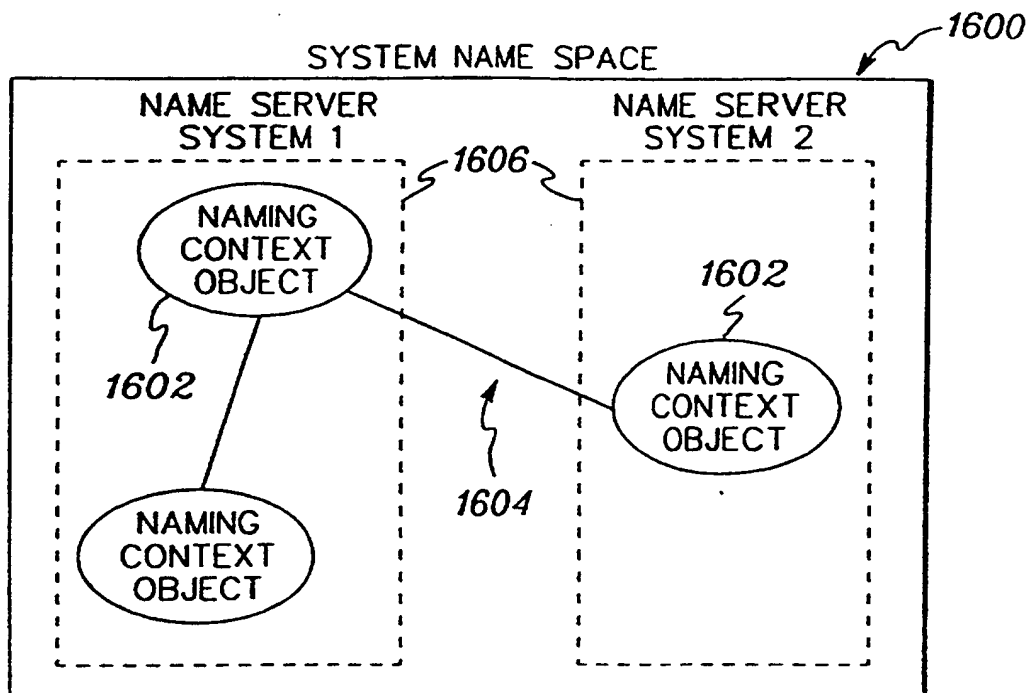 1600
SYSTEM NAME SPACE
NAME SERVER
SYSTEM 1
NAME SERVER
SYSTEM 2
1606
NAMING
CONTEXT
OBJECT
1602
1602
NAMING
CONTEXT
OBJECT
1604
NAMING
CONTEXT
OBJECT